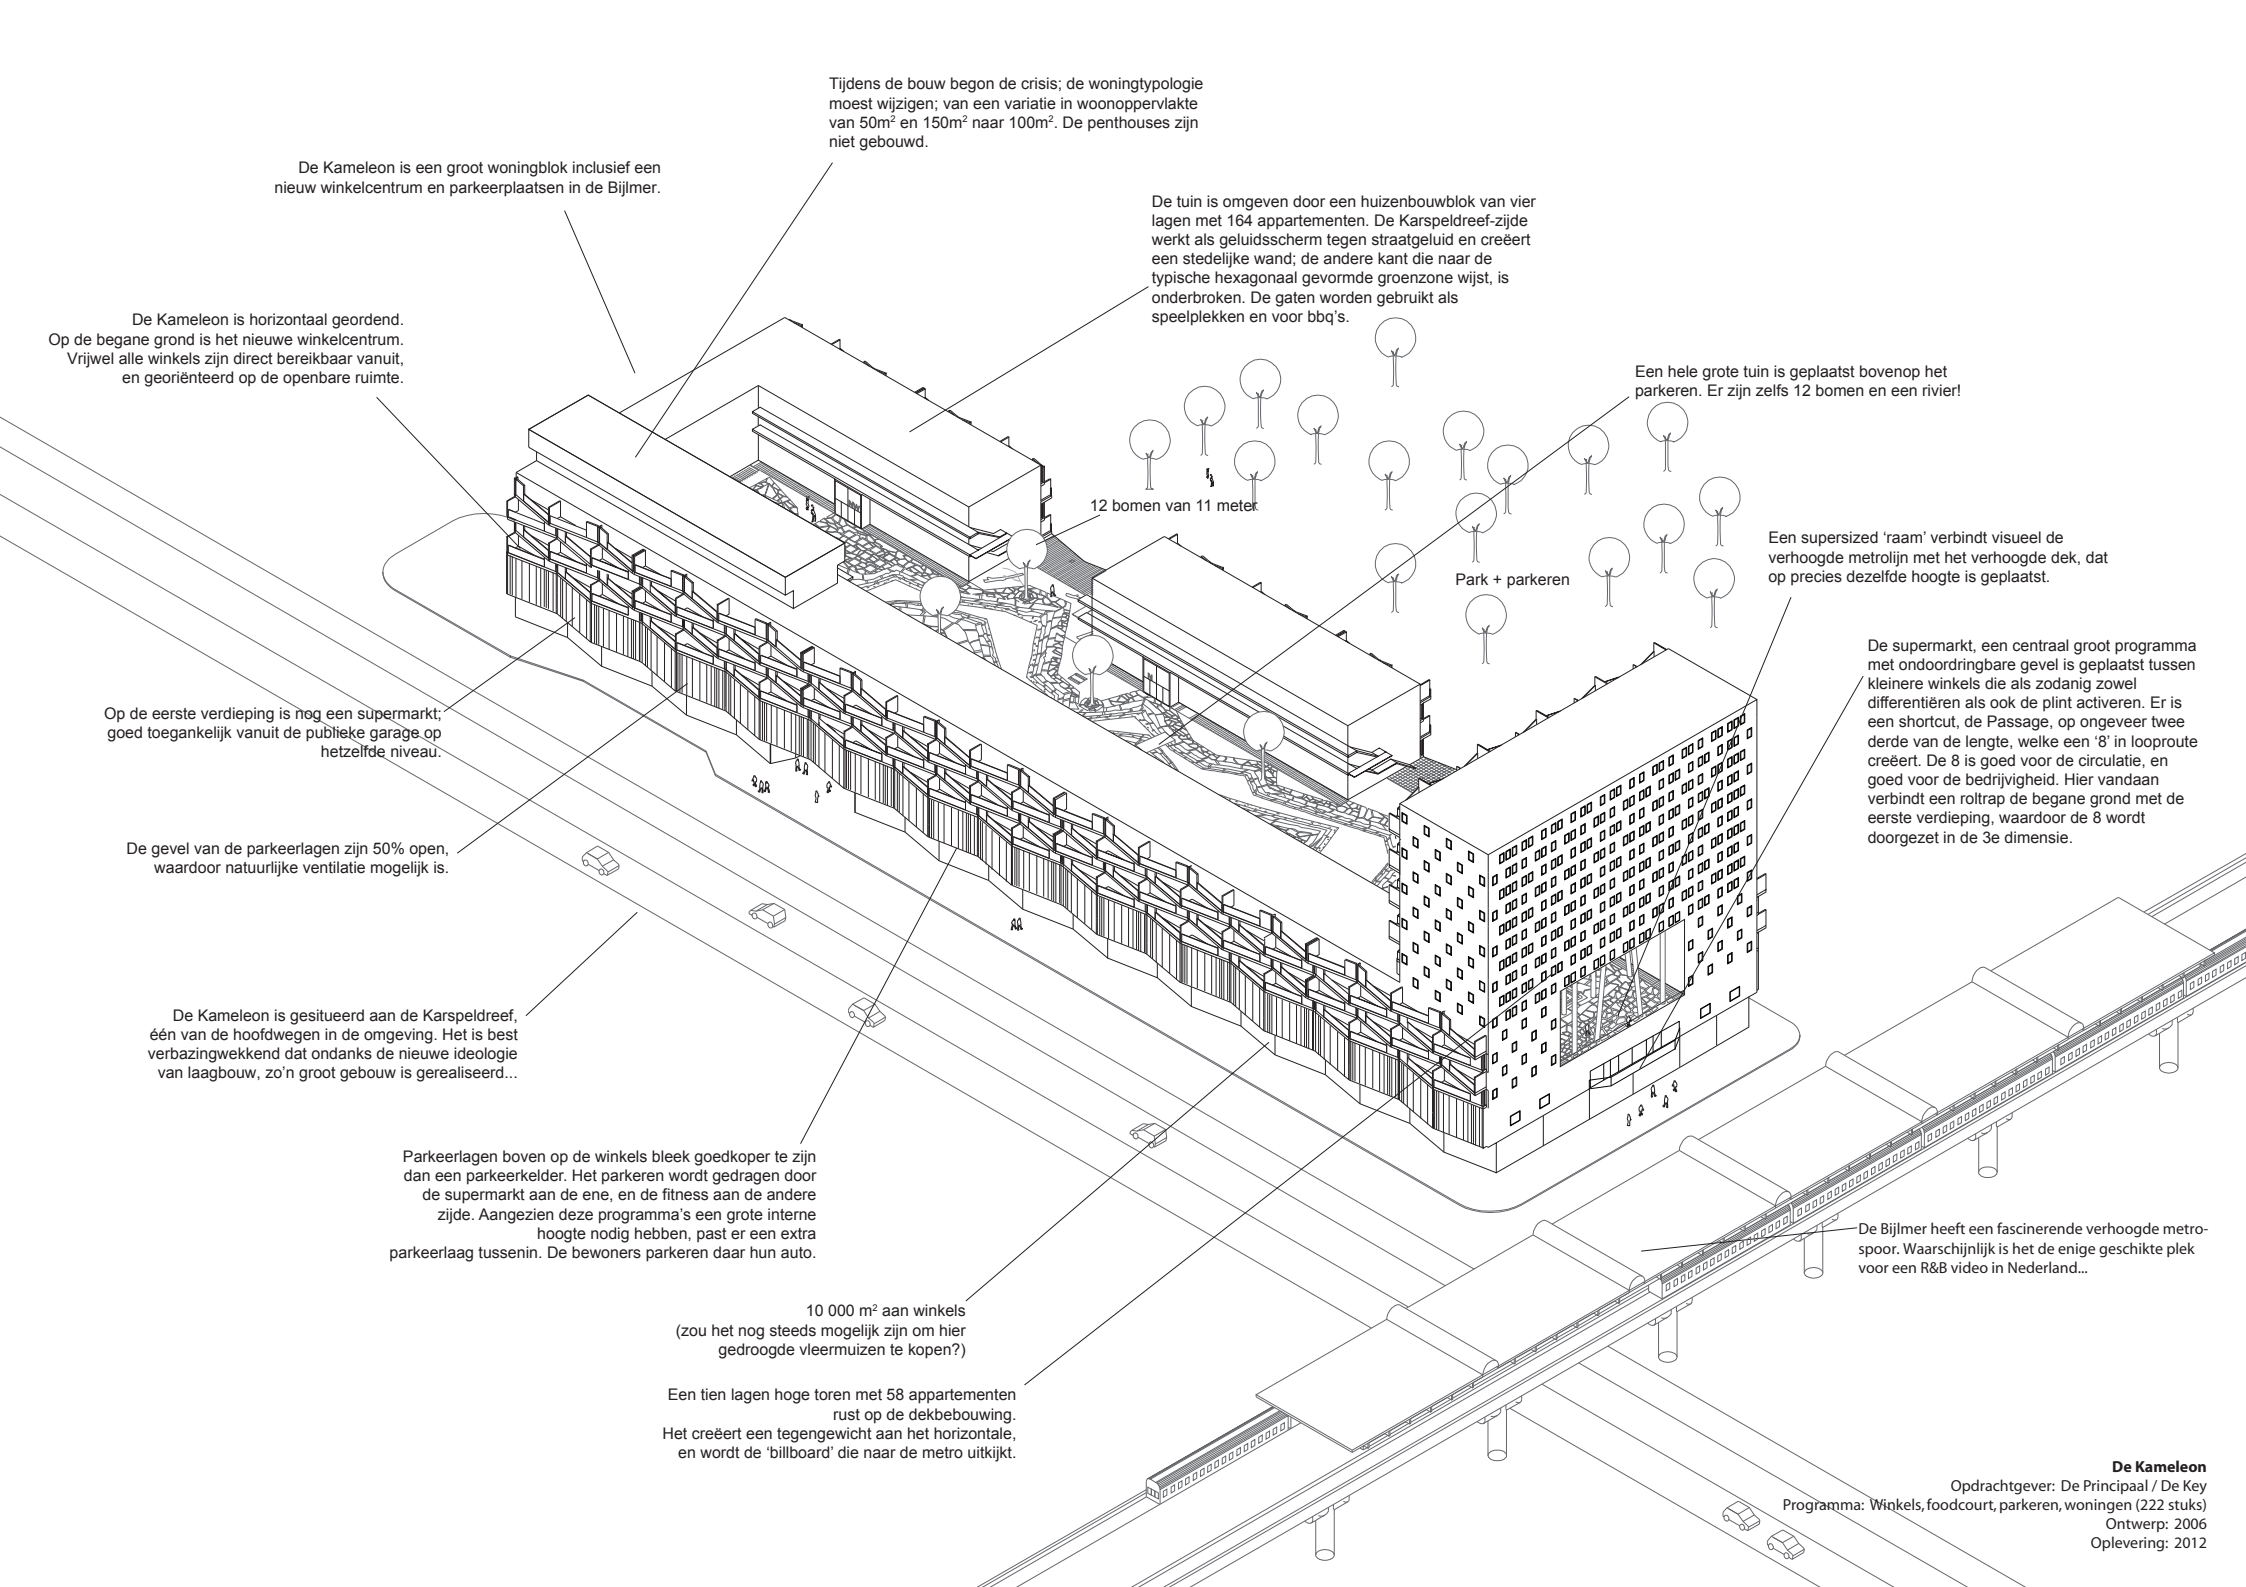 Tijdens de bouw begon de crisis; de woningtypologie
moest wijzigen; van een variatie in woonoppervlakte
van 50m² en 150m² naar 100m². De penthouses zijn
niet gebouwd.
De Kameleon is een groot woningblok inclusief een
nieuw winkelcentrum en parkeerplaatsen in de Bijlmer.
De tuin is omgeven door een huizenbouwblok van vier
lagen met 164 appartementen. De Karspeldreef-zijde
werkt als geluidsscherm tegen straatgeluid en creëert
een stedelijke wand; de andere kant die naar de
typische hexagonaal gevormde groenzone wijst, is
onderbroken. De gaten worden gebruikt als
speelplekken en voor bbq's.
De Kameleon is horizontaal geordend.
Op de begane grond is het nieuwe winkelcentrum.
Vrijwel alle winkels zijn direct bereikbaar vanuit,
en georiënteerd op de openbare ruimte.
Een hele grote tuin is geplaatst bovenop het
parkeren. Er zijn zelfs 12 bomen en een rivier!
12 bomen van 11 meter
Een supersized ‘raam’ verbindt visueel de
verhoogde metrolijn met het verhoogde dek, dat
op precies dezelfde hoogte is geplaatst.
Park + parkeren
De supermarkt, een centraal groot programma
met ondoordringbare gevel is geplaatst tussen
kleinere winkels die als zodanig zowel
differentiëren als ook de plint activeren. Er is
een shortcut, de Passage, op ongeveer twee
derde van de lengte, welke een ‘8’ in looproute
creëert. De 8 is goed voor de circulatie, en
goed voor de bedrijvigheid. Hier vandaan
verbindt een roltrap de begane grond met de
eerste verdieping, waardoor de 8 wordt
doorgezet in de 3e dimensie.
Op de eerste verdieping is nog een supermarkt;
goed toegankelijk vanuit de publieke garage op
hetzelfde niveau.
De gevel van de parkeerlagen zijn 50% open,
waardoor natuurlijke ventilatie mogelijk is.
De Kameleon is gesitueerd aan de Karspeldreef,
één van de hoofdwegen in de omgeving. Het is best
verbazingwekkend dat ondanks de nieuwe ideologie
van laagbouw, zo'n groot gebouw is gerealiseerd...
Parkeerlagen boven op de winkels bleek goedkoper te zijn
dan een parkeerkelder. Het parkeren wordt gedragen door
de supermarkt aan de ene, en de fitness aan de andere
zijde. Aangezien deze programma's een grote interne
hoogte nodig hebben, past er een extra
parkeerlaag tussenin. De bewoners parkeren daar hun auto.
De Bijlmer heeft een fascinerende verhoogde metro-
spoor. Waarschijnlijk is het de enige geschikte plek
voor een R&B video in Nederland...
10 000 m² aan winkels
(zou het nog steeds mogelijk zijn om hier
gedroogde vleermuizen te kopen?)
Een tien lagen hoge toren met 58 appartementen
rust op de dekbebouwing.
Het creëert een tegengewicht aan het horizontale,
en wordt de ‘billboard’ die naar de metro uitkijkt.
De Kameleon
Opdrachtgever: De Principaal / De Key
Programma: Winkels, foodcourt, parkeren, woningen (222 stuks)
Ontwerp: 2006
Oplevering: 2012